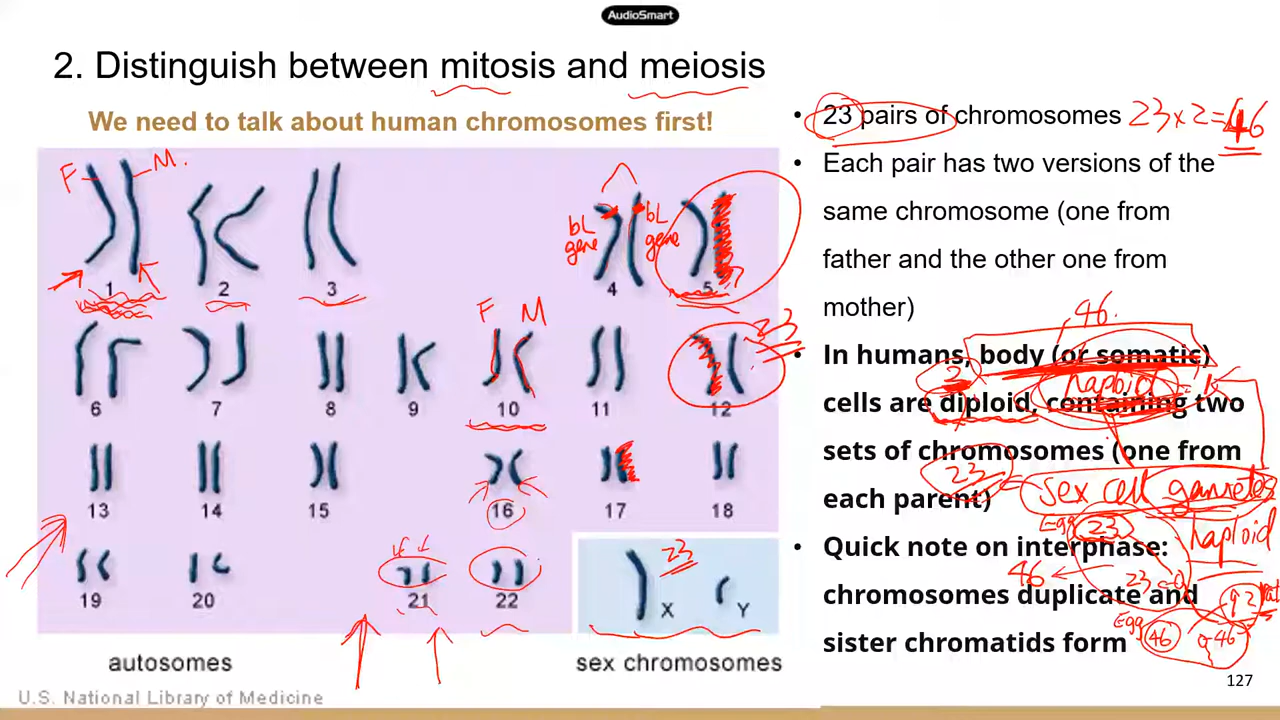 AudioSmart
2. Distinguish between mitosis and meiosis
We need to talk about human chromosomes first!
F M.
bL gene bL gene
1 2 3 4 5
F M 23
6 7 8 9 10 11 12
13 14 15 16 17 18
23
X Y
19 20 21 22
autosomes sex chromosomes
U.S. National Library of Medicine
• 23 pairs of chromosomes 23 x 2 = 46
• Each pair has two versions of the
same chromosome (one from
father and the other one from
mother)
46.
• In humans, body (or somatic)
2 haploid
cells are diploid, containing two
sets of chromosomes (one from
each parent)
23 sex cell gametes
Egg 23 haploid
• Quick note on interphase:
46 23
chromosomes duplicate and
Egg 46 46
sister chromatids form
127